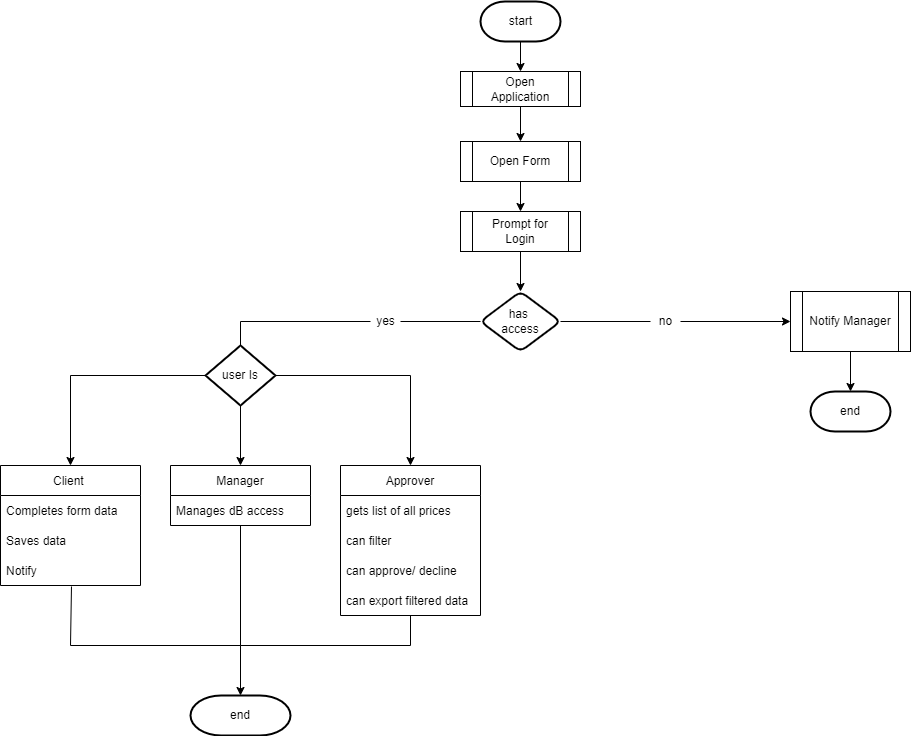 start
Open
Application
Open Form
Prompt for
Login
has
access
yes
no
Notify Manager
end
user Is
Client
Completes form data
Saves data
Notify
Manager
Manages dB access
Approver
gets list of all prices
can filter
can approve/ decline
can export filtered data
end